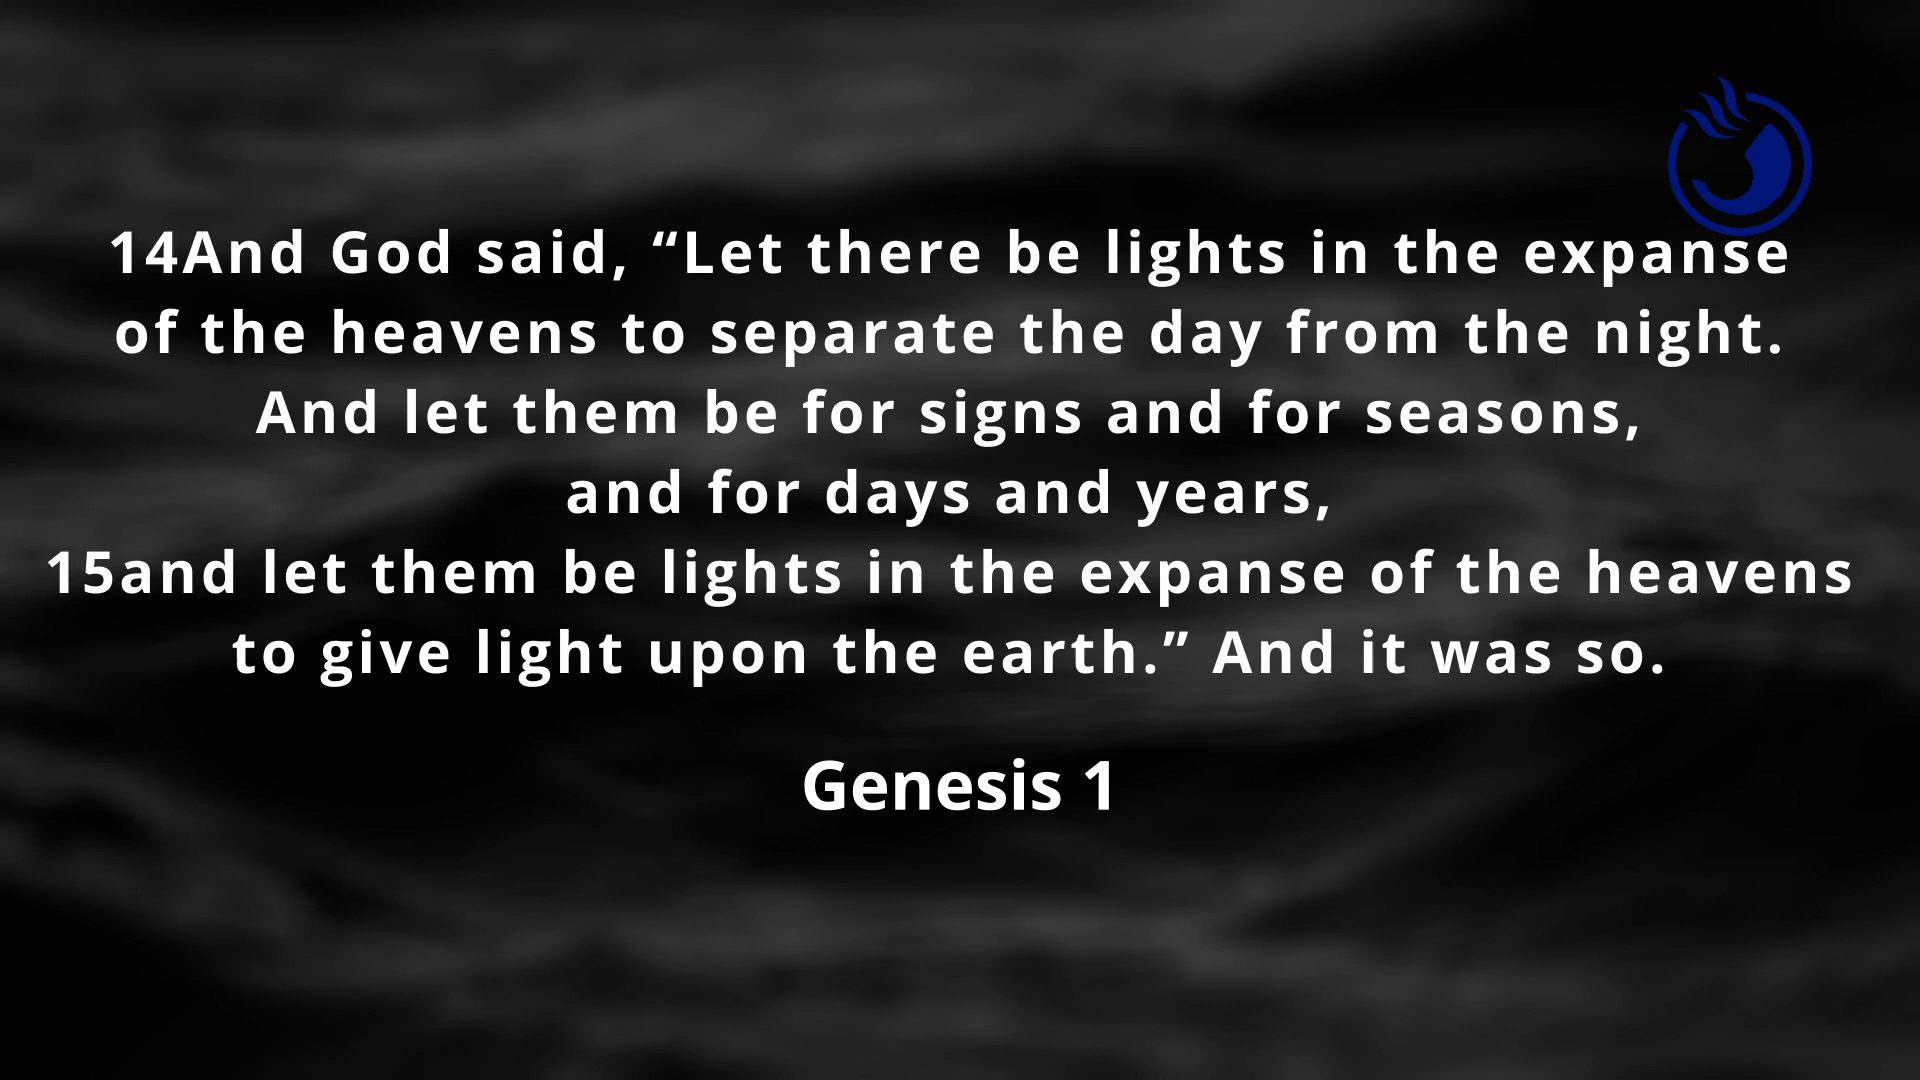 14And God said, “Let there be lights in the expanse
of the heavens to separate the day from the night.
And let them be for signs and for seasons,
and for days and years,
15and let them be lights in the expanse of the heavens
to give light upon the earth.” And it was so.
Genesis 1